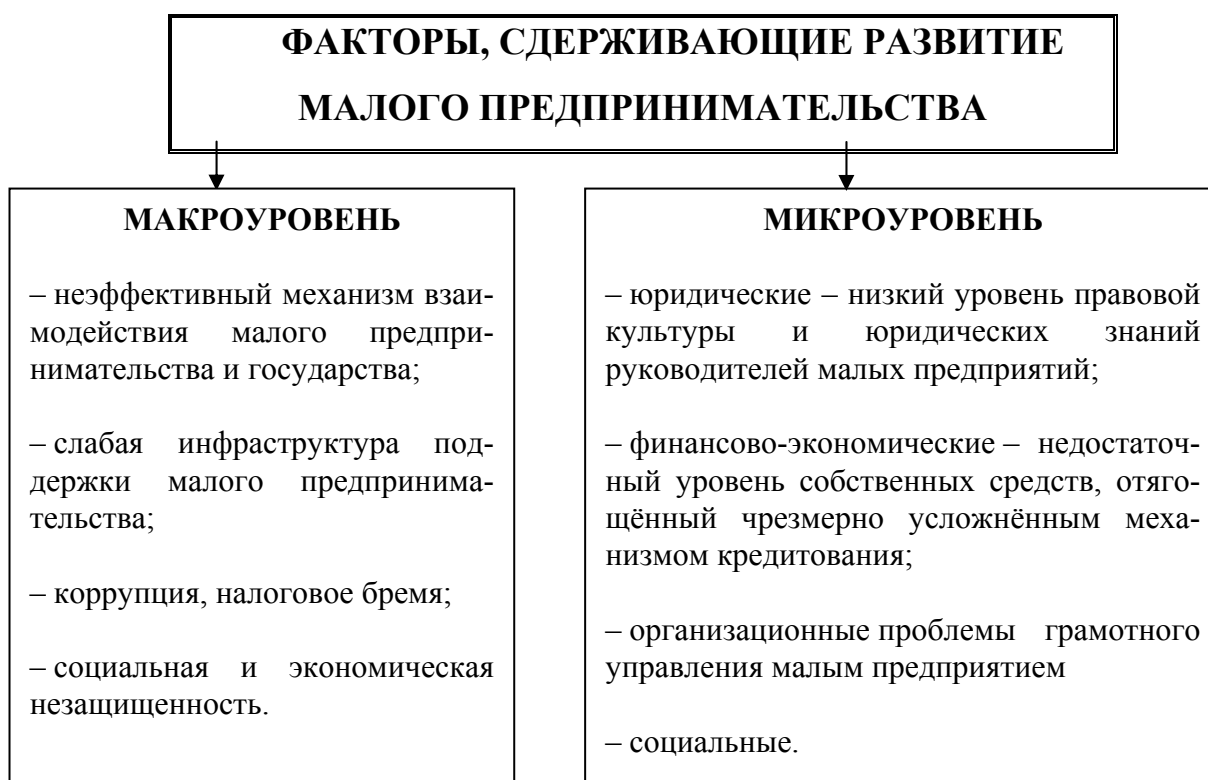 ФАКТОРЫ, СДЕРЖИВАЮЩИЕ РАЗВИТИЕ
МАЛОГО ПРЕДПРИНИМАТЕЛЬСТВА
МАКРОУРОВЕНЬ
– неэффективный механизм взаи-
модействия малого предпри-
нимательства и государства;
– слабая инфраструктура под-
держки малого предпринима-
тельства;
– коррупция, налоговое бремя;
– социальная и экономическая
незащищенность.
МИКРОУРОВЕНЬ
– юридические – низкий уровень правовой
культуры и юридических знаний
руководителей малых предприятий;
– финансово-экономические – недостаточ-
ный уровень собственных средств, отяго-
щённый чрезмерно усложнённым меха-
низмом кредитования;
– организационные проблемы грамотного
управления малым предприятием
– социальные.